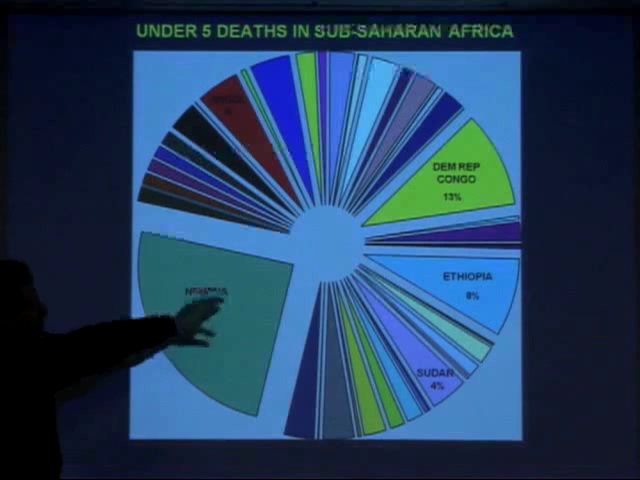 UNDER 5 DEATHS IN SUB-SAHARAN AFRICA
DEM REP
CONGO
13%
ETHIOPIA
8%
SUDAN
4%